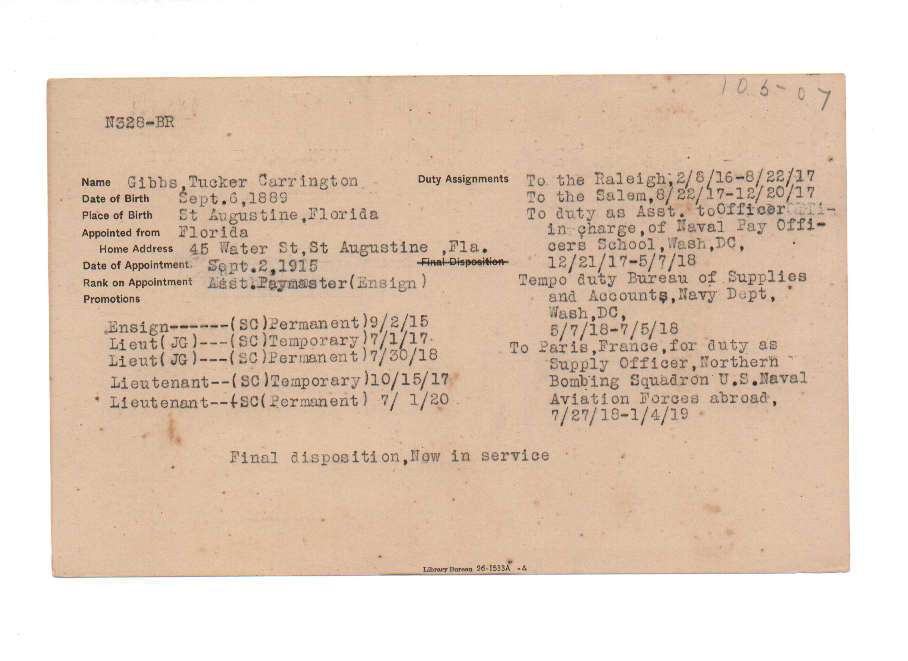 105-07
N328-BR
Name Gibbs,Tucker Carrington
Date of Birth Sept.6,1889
Place of Birth St Augustine,Florida
Appointed from Florida
Home Address 45 Water St,St Augustine ,Fla.
Date of Appointment Sept.2,1915
Rank on Appointment Asst.Paymaster(Ensign)
Promotions
Ensign------(SC)Permanent)9/2/15
Lieut(JG)---(SC)Temporary)7/1/17
Lieut(JG)---(SC)Permanent)7/30/18
Lieutenant--(SC)Temporary)10/15/17
Lieutenant--(SC(Permanent) 7/ 1/20
Duty Assignments To the Raleigh,2/8/16-8/22/17
To the Salem,8/22/17-12/20/17
To duty as Asst. toOfficer
in charge,of Naval Pay Offi-
cers School,Wash,DC,
12/21/17-5/7/18
Final Disposition
Tempo duty Bureau of Supplies
and Accounts,Navy Dept,
Wash,DC,
5/7/18-7/5/18
To Paris,France,for duty as
Supply Officer,Northern
Bombing Squadron U.S.Naval
Aviation Forces abroad,
7/27/18-1/4/19
Final disposition,Now in service
Library Bureau 26-1533A